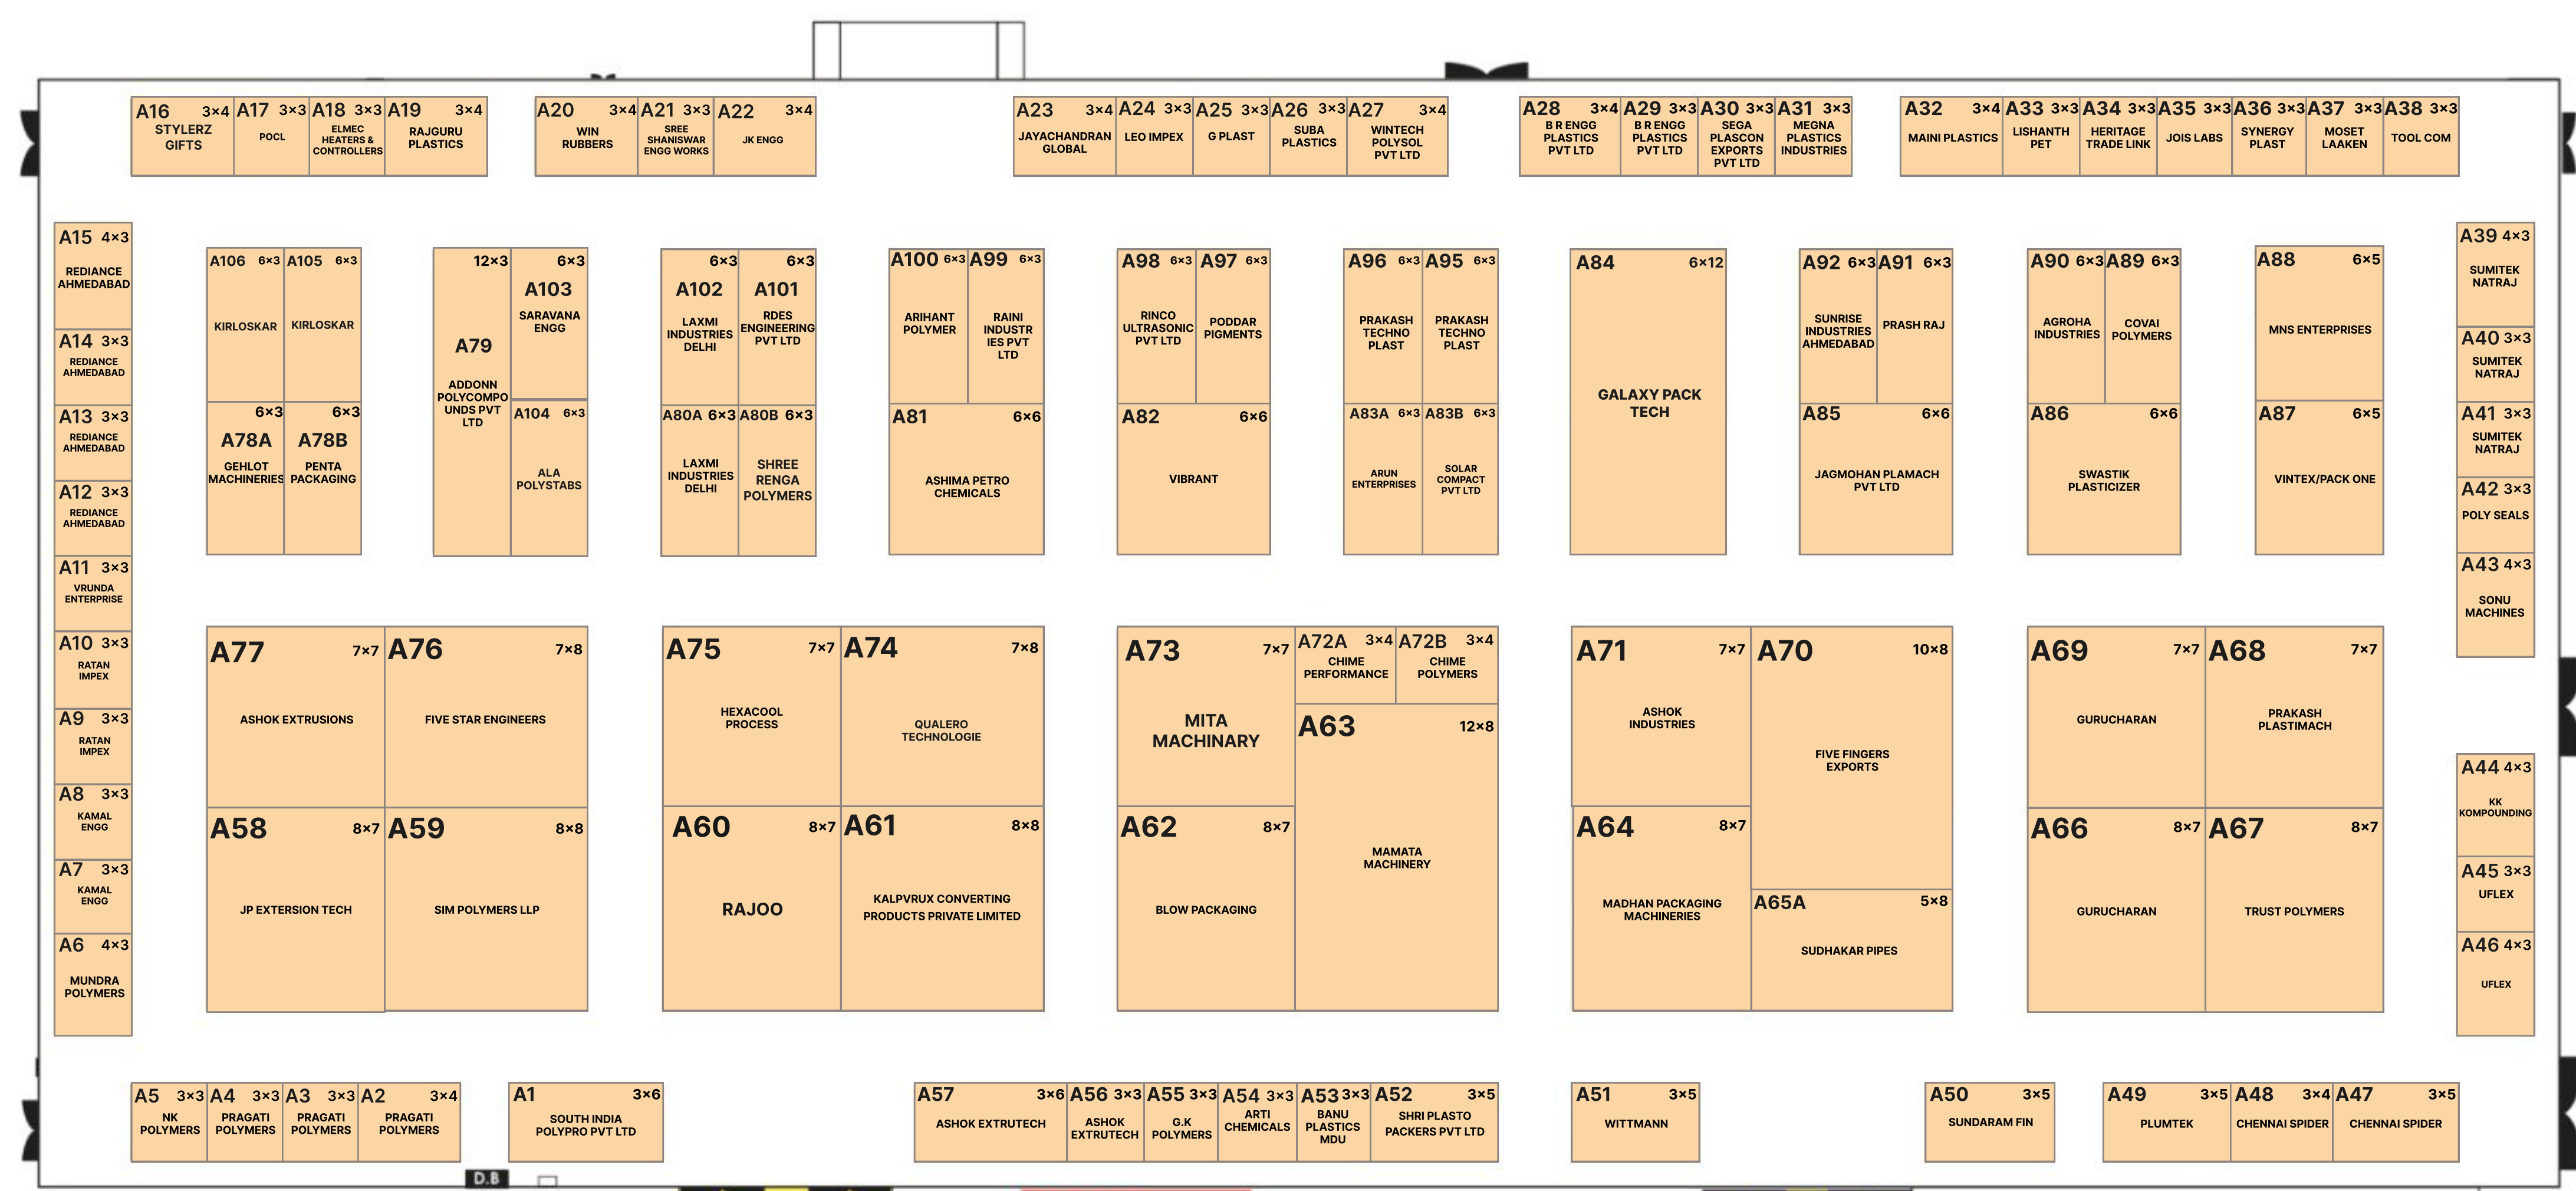 A16 3×4
STYLERZ
GIFTS
A17 3×3
POCL
A18 3×3
ELMEC
HEATERS &
CONTROLLERS
A19 3×4
RAJGURU
PLASTICS
A20 3×4
WIN
RUBBERS
A21 3×3
SREE
SHANISWAR
ENGG WORKS
A22 3×4
JK ENGG
A23 3×4
JAYACHANDRAN
GLOBAL
A24 3×3
LEO IMPEX
A25 3×3
G PLAST
A26 3×3
SUBA
PLASTICS
A27 3×4
WINTECH
POLYSOL
PVT LTD
A28 3×4
B R ENGG
PLASTICS
PVT LTD
A29 3×3
B R ENGG
PLASTICS
PVT LTD
A30 3×3
SEGA
PLASCON
EXPORTS
PVT LTD
A31 3×3
MEGNA
PLASTICS
INDUSTRIES
A32 3×4
MAINI PLASTICS
A33 3×3
LISHANTH
PET
A34 3×3
HERITAGE
TRADE LINK
A35 3×3
JOIS LABS
A36 3×3
SYNERGY
PLAST
A37 3×3
MOSET
LAAKEN
A38 3×3
TOOL COM
A15 4×3
REDIANCE
AHMEDABAD
A14 3×3
REDIANCE
AHMEDABAD
A13 3×3
REDIANCE
AHMEDABAD
A12 3×3
REDIANCE
AHMEDABAD
A11 3×3
VRUNDA
ENTERPRISE
A10 3×3
RATAN
IMPEX
A9 3×3
RATAN
IMPEX
A8 3×3
KAMAL
ENGG
A7 3×3
KAMAL
ENGG
A6 4×3
MUNDRA
POLYMERS
A106 6×3
KIRLOSKAR
A105 6×3
KIRLOSKAR
6×3
A78A
GEHLOT
MACHINERIES
6×3
A78B
PENTA
PACKAGING
12×3
A79
ADDONN
POLYCOMPO
UNDS PVT
LTD
6×3
A103
SARAVANA
ENGG
A104 6×3
ALA
POLYSTABS
6×3
A102
LAXMI
INDUSTRIES
DELHI
6×3
A101
RDES
ENGINEERING
PVT LTD
A80A 6×3
LAXMI
INDUSTRIES
DELHI
A80B 6×3
SHREE
RENGA
POLYMERS
A100 6×3
ARIHANT
POLYMER
A99 6×3
RAINI
INDUSTR
IES PVT
LTD
A81 6×6
ASHIMA PETRO
CHEMICALS
A98 6×3
RINCO
ULTRASONIC
PVT LTD
A97 6×3
PODDAR
PIGMENTS
A82 6×6
VIBRANT
A96 6×3
PRAKASH
TECHNO
PLAST
A95 6×3
PRAKASH
TECHNO
PLAST
A83A 6×3
ARUN
ENTERPRISES
A83B 6×3
SOLAR
COMPACT
PVT LTD
A84 6×12
GALAXY PACK
TECH
A92 6×3
SUNRISE
INDUSTRIES
AHMEDABAD
A91 6×3
PRASH RAJ
A85 6×6
JAGMOHAN PLAMACH
PVT LTD
A90 6×3
AGROHA
INDUSTRIES
A89 6×3
COVAI
POLYMERS
A86 6×6
SWASTIK
PLASTICIZER
A88 6×5
MNS ENTERPRISES
A87 6×5
VINTEX/PACK ONE
A39 4×3
SUMITEK
NATRAJ
A40 3×3
SUMITEK
NATRAJ
A41 3×3
SUMITEK
NATRAJ
A42 3×3
POLY SEALS
A43 4×3
SONU
MACHINES
A77 7×7
ASHOK EXTRUSIONS
A76 7×8
FIVE STAR ENGINEERS
A58 8×7
JP EXTERSION TECH
A59 8×8
SIM POLYMERS LLP
A75 7×7
HEXACOOL
PROCESS
A74 7×8
QUALERO
TECHNOLOGIE
A60 8×7
RAJOO
A61 8×8
KALPVRUX CONVERTING
PRODUCTS PRIVATE LIMITED
A73 7×7
MITA
MACHINARY
A72A 3×4
CHIME
PERFORMANCE
A72B 3×4
CHIME
POLYMERS
A63 12×8
MAMATA
MACHINERY
A62 8×7
BLOW PACKAGING
A71 7×7
ASHOK
INDUSTRIES
A70 10×8
FIVE FINGERS
EXPORTS
A64 8×7
MADHAN PACKAGING
MACHINERIES
A65A 5×8
SUDHAKAR PIPES
A69 7×7
GURUCHARAN
A68 7×7
PRAKASH
PLASTIMACH
A66 8×7
GURUCHARAN
A67 8×7
TRUST POLYMERS
A44 4×3
KK
KOMPOUNDING
A45 3×3
UFLEX
A46 4×3
UFLEX
A5 3×3
NK
POLYMERS
A4 3×3
PRAGATI
POLYMERS
A3 3×3
PRAGATI
POLYMERS
A2 3×4
PRAGATI
POLYMERS
A1 3×6
SOUTH INDIA
POLYPRO PVT LTD
A57 3×6
ASHOK EXTRUTECH
A56 3×3
ASHOK
EXTRUTECH
A55 3×3
G.K
POLYMERS
A54 3×3
ARTI
CHEMICALS
A53 3×3
BANU
PLASTICS
MDU
A52 3×5
SHRI PLASTO
PACKERS PVT LTD
A51 3×5
WITTMANN
A50 3×5
SUNDARAM FIN
A49 3×5
PLUMTEK
A48 3×4
CHENNAI SPIDER
A47 3×5
CHENNAI SPIDER
D.B